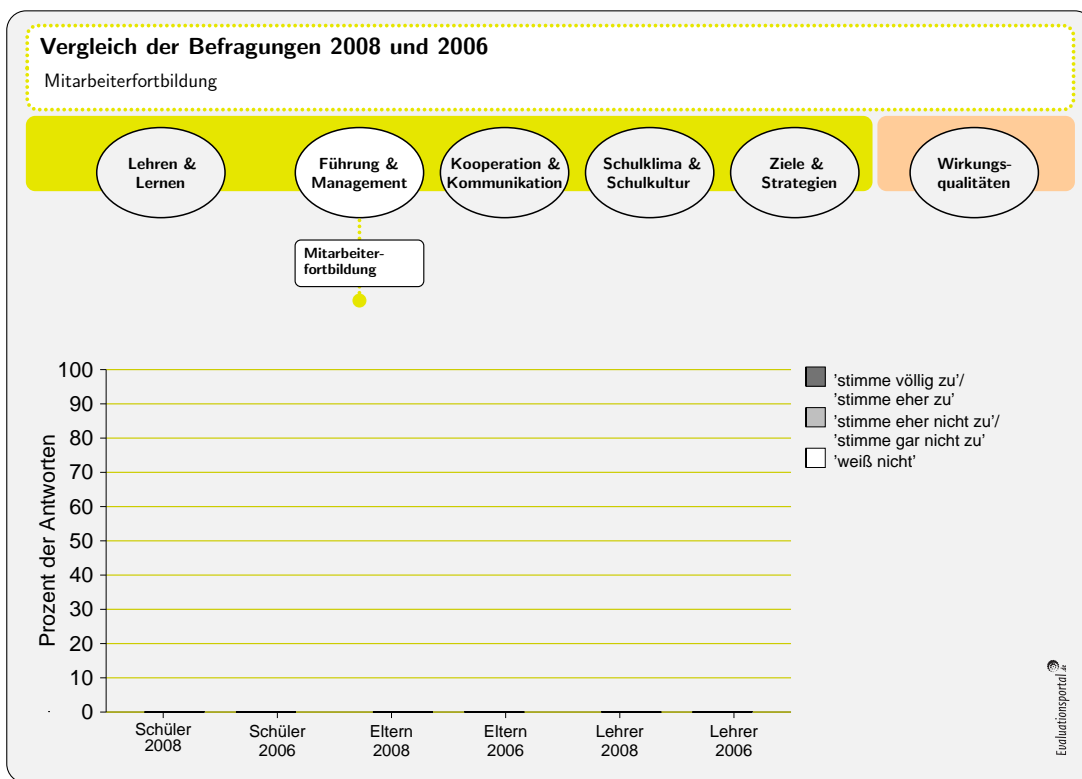 Vergleich der Befragungen 2008 und 2006
Mitarbeiterfortbildung
Lehren &
Lernen
Führung &
Management
Kooperation &
Kommunikation
Schulklima &
Schulkultur
Ziele &
Strategien
Wirkungs-
qualitäten
Mitarbeiter-
fortbildung
Prozent der Antworten
100
90
80
70
60
50
40
30
20
10
0
Schüler
2008
Schüler
2006
Eltern
2008
Eltern
2006
Lehrer
2008
Lehrer
2006
'stimme völlig zu'/
'stimme eher zu'
'stimme eher nicht zu'/
'stimme gar nicht zu'
'weiß nicht'
Evaluationsportal.de